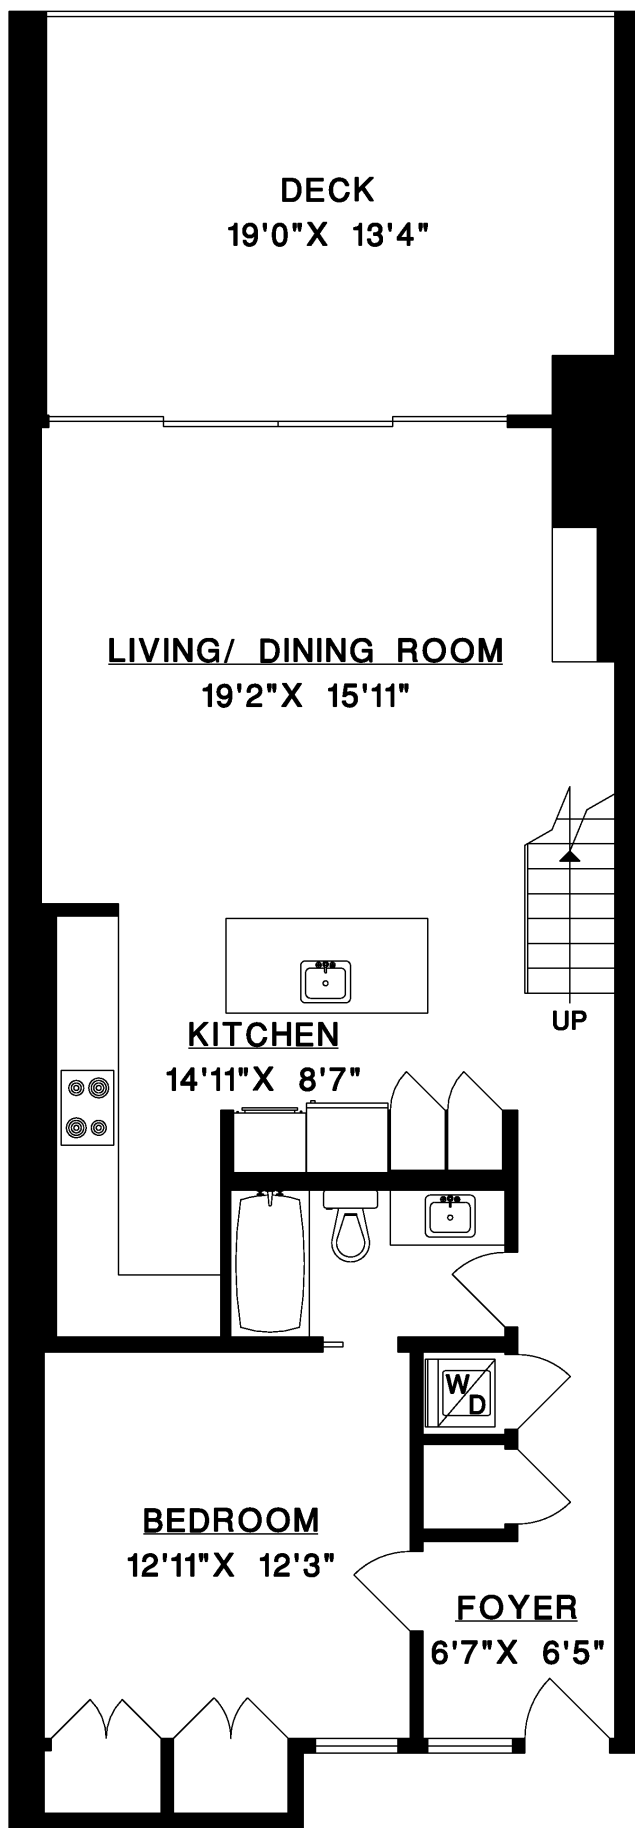 DECK
19'0"X 13'4"
LIVING/ DINING ROOM
19'2"X 15'11"
UP
KITCHEN
14'11"X 8'7"
W
D
BEDROOM
12'11"X 12'3"
FOYER
6'7"X 6'5"